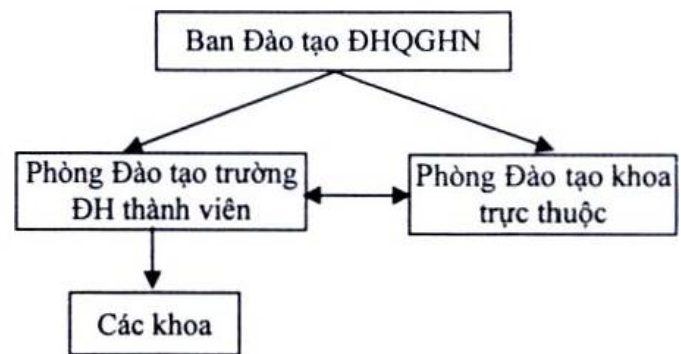 Ban Đào tạo ĐHQGHN
Phòng Đào tạo trường
ĐH thành viên
Phòng Đào tạo khoa
trực thuộc
Các khoa